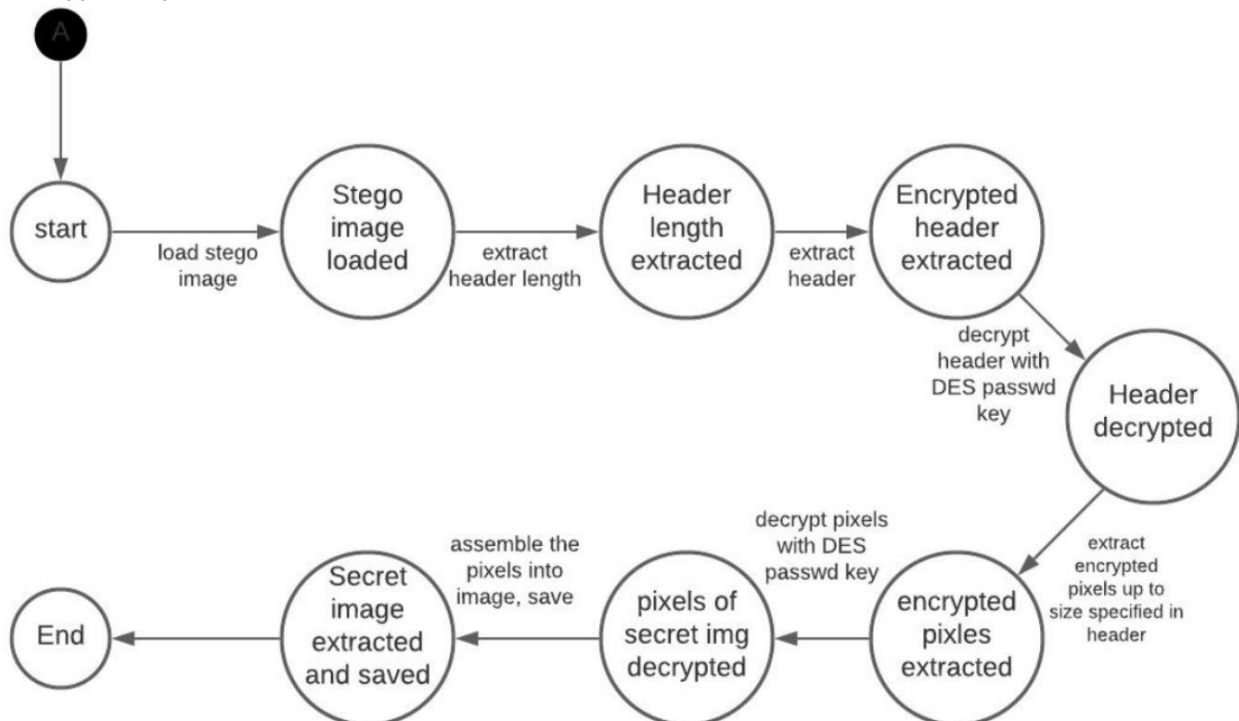 A
start
load stego
image
Stego
image
loaded
extract
header length
Header
length
extracted
extract
header
Encrypted
header
extracted
decrypt
header with
DES passwd
key
Header
decrypted
extract
encrypted
pixels up to
size specified in
header
encrypted
pixles
extracted
decrypt pixels
with DES
passwd key
pixels of
secret img
decrypted
assemble the
pixels into
image, save
Secret
image
extracted
and saved
End